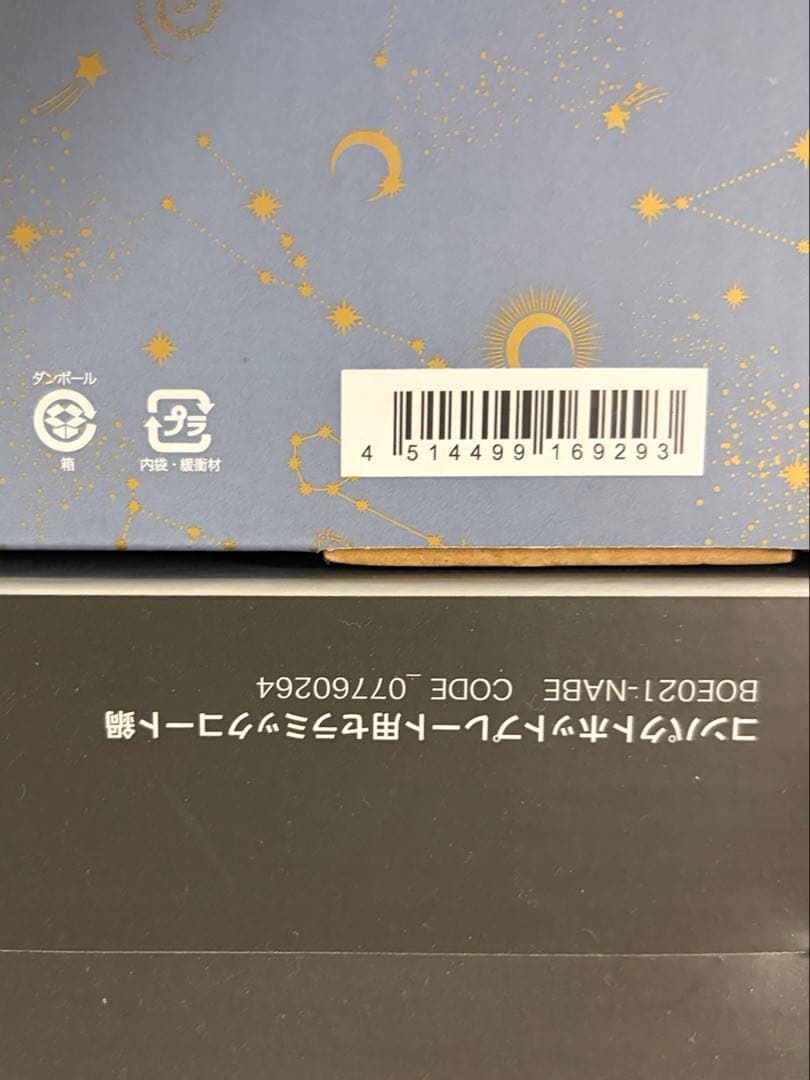 ダンボール
箱
プラ
内袋・緩衝材
4 514499 169293
コンパクトホットプレート用セラミックコート鍋
BOE021-NABE CODE_07760264